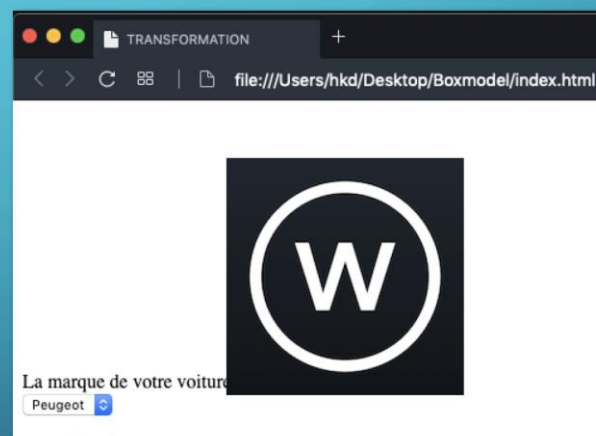 TRANSFORMATION
file:///Users/hkd/Desktop/Boxmodel/index.html
W
La marque de votre voiture
Peugeot